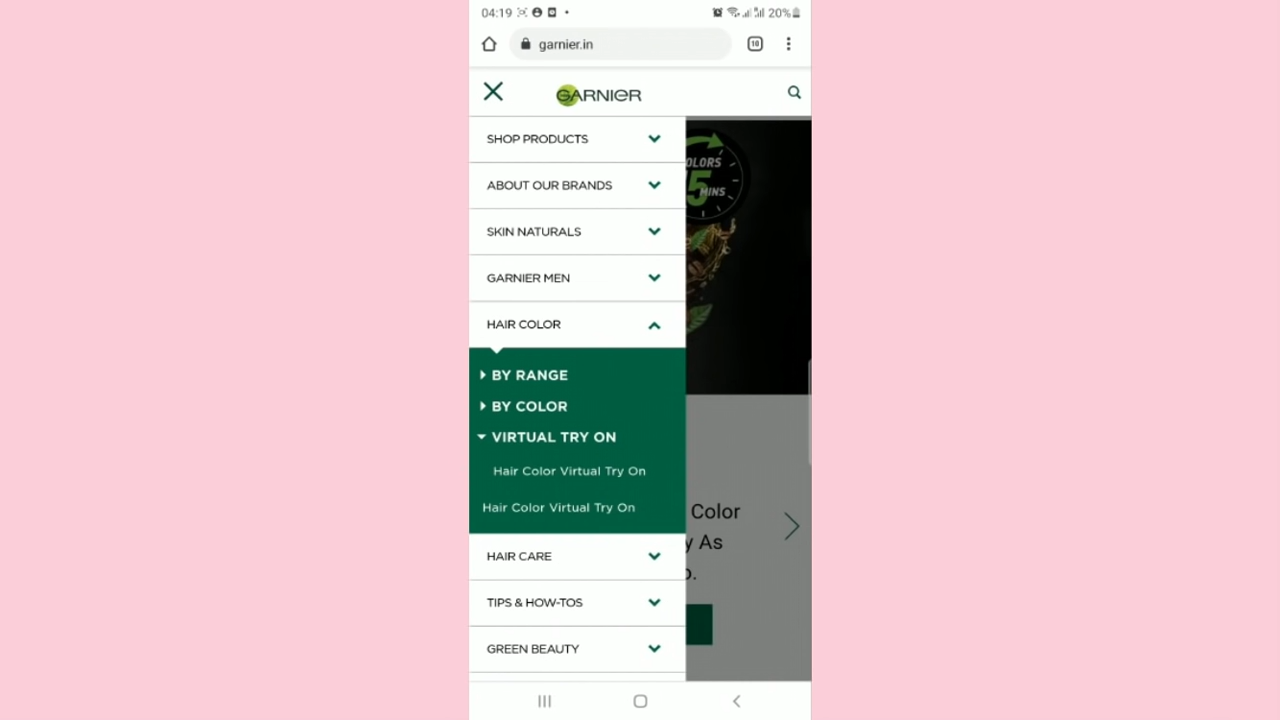 04:19
20%
garnier.in
10
GARNIER
SHOP PRODUCTS
ABOUT OUR BRANDS
SKIN NATURALS
GARNIER MEN
HAIR COLOR
BY RANGE
BY COLOR
VIRTUAL TRY ON
Hair Color Virtual Try On
Hair Color Virtual Try On
HAIR CARE
TIPS & HOW-TOS
GREEN BEAUTY
OLORS
5
MINS
Color
y As